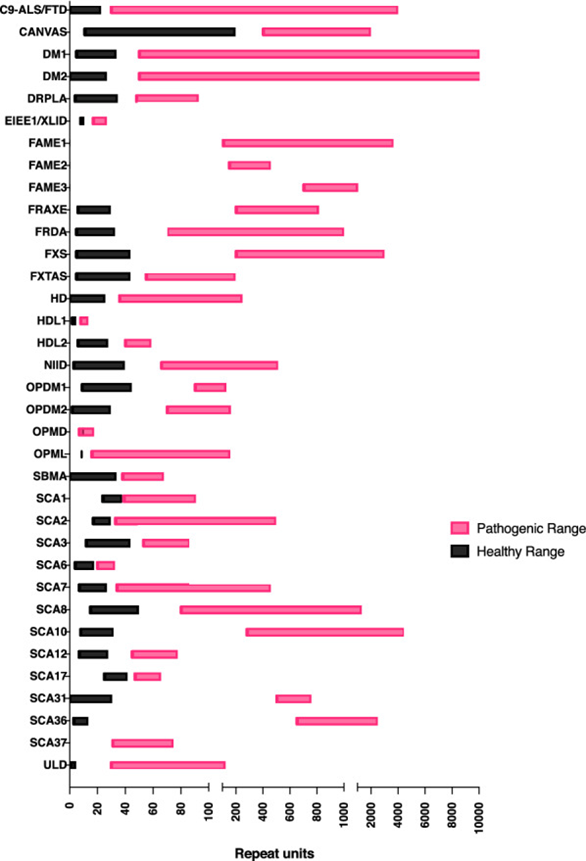 C9-ALS/FTD
CANVAS
DM1
DM2
DRPLA
EIEE1/XLID
FAME1
FAME2
FAME3
FRAXE
FRDA
FXS
FXTAS
HD
HDL1
HDL2
NIID
OPDM1
OPDM2
OPMD
OPML
SBMA
SCA1
SCA2
SCA3
SCA6
SCA7
SCA8
SCA10
SCA12
SCA17
SCA31
SCA36
SCA37
ULD
Pathogenic Range
Healthy Range
0 20 40 60 80 100 200 400 600 800 1000 2000 4000 6000 8000 10000
Repeat units